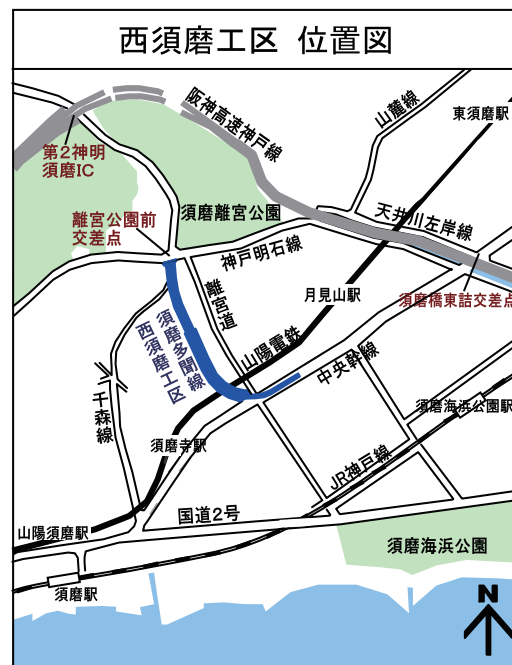 西須磨工区 位置図
阪神高速神戸線
山麓線
東須磨駅
第2神明
須磨IC
須磨離宮公園
天井川左岸線
離宮公園前
交差点
神戸明石線
離宮道
月見山駅
須磨橋東詰交差点
須磨多聞線
西須磨工区
山陽電鉄
中央幹線
千森線
須磨海浜公園駅
須磨寺駅
JR神戸線
国道2号
山陽須磨駅
須磨海浜公園
須磨駅
N